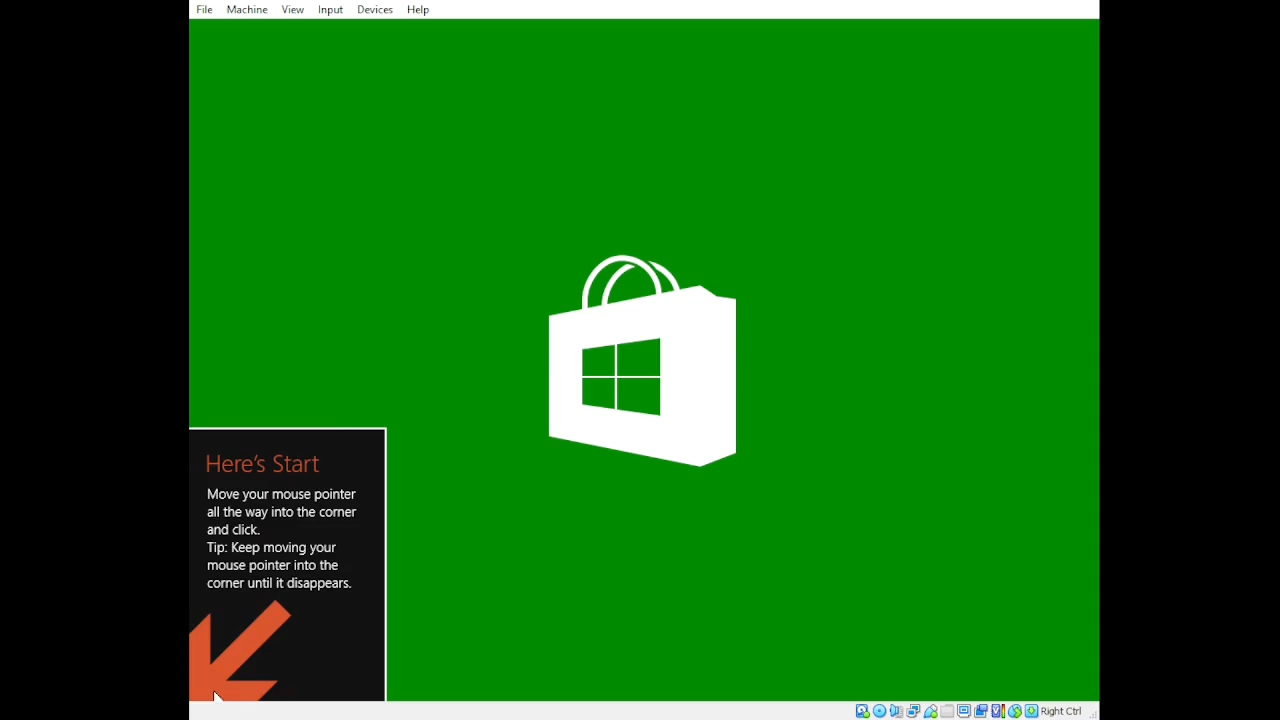 File Machine View Input Devices Help
Here's Start
Move your mouse pointer
all the way into the corner
and click.
Tip: Keep moving your
mouse pointer into the
corner until it disappears.
Right Ctrl